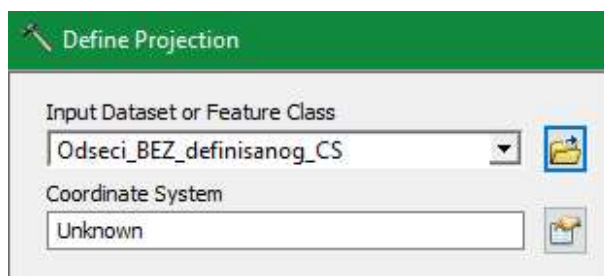 Define Projection
Input Dataset or Feature Class
Odseci_BEZ_definisanog_CS
Coordinate System
Unknown